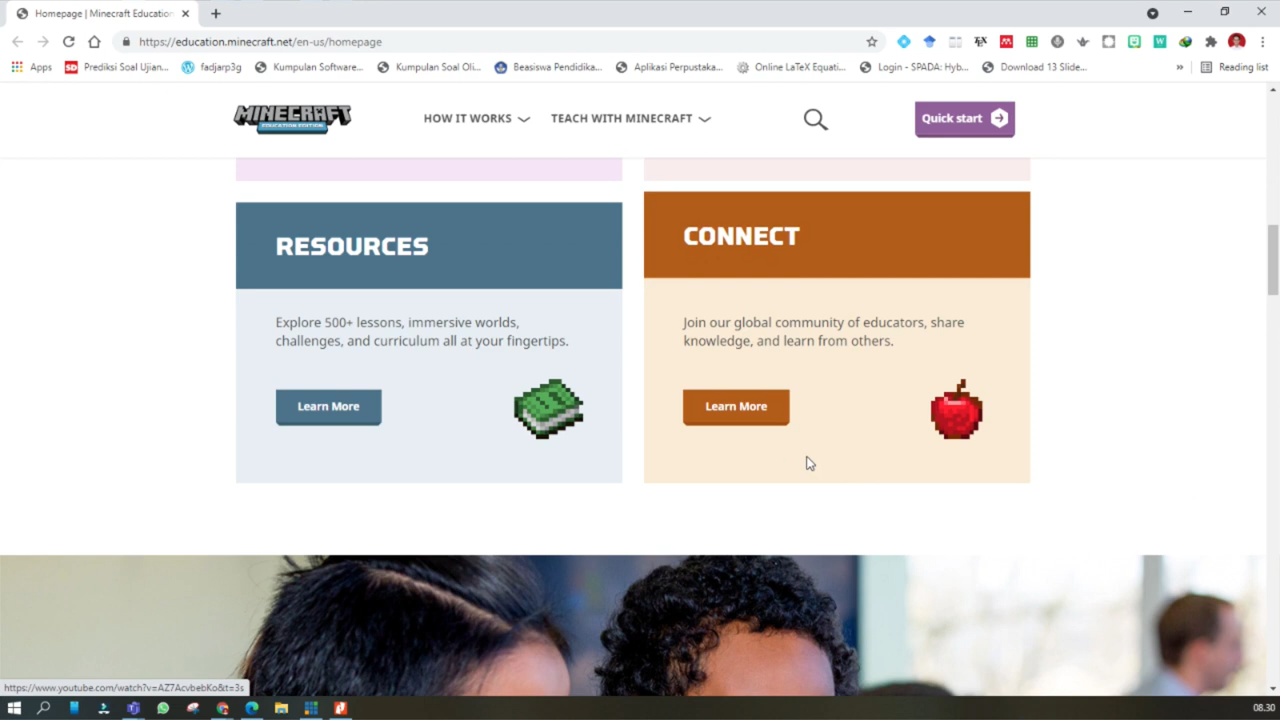 Homepage | Minecraft Education
https://education.minecraft.net/en-us/homepage
Apps
SD Prediksi Soal Ujian...
fadjarp3g
Kumpulan Software...
Kumpulan Soal Oli...
Beasiswa Pendidika...
Aplikasi Perpustaka...
Online LaTeX Equati...
Login - SPADA: Hyb...
Download 13 Slide...
»
Reading list
MINECRAFT
EDUCATION EDITION
HOW IT WORKS
TEACH WITH MINECRAFT
Quick start
RESOURCES
Explore 500+ lessons, immersive worlds,
challenges, and curriculum all at your fingertips.
Learn More
CONNECT
Join our global community of educators, share
knowledge, and learn from others.
Learn More
https://www.youtube.com/watch?v=AZ7AcvbebKo&t=3s
08.30